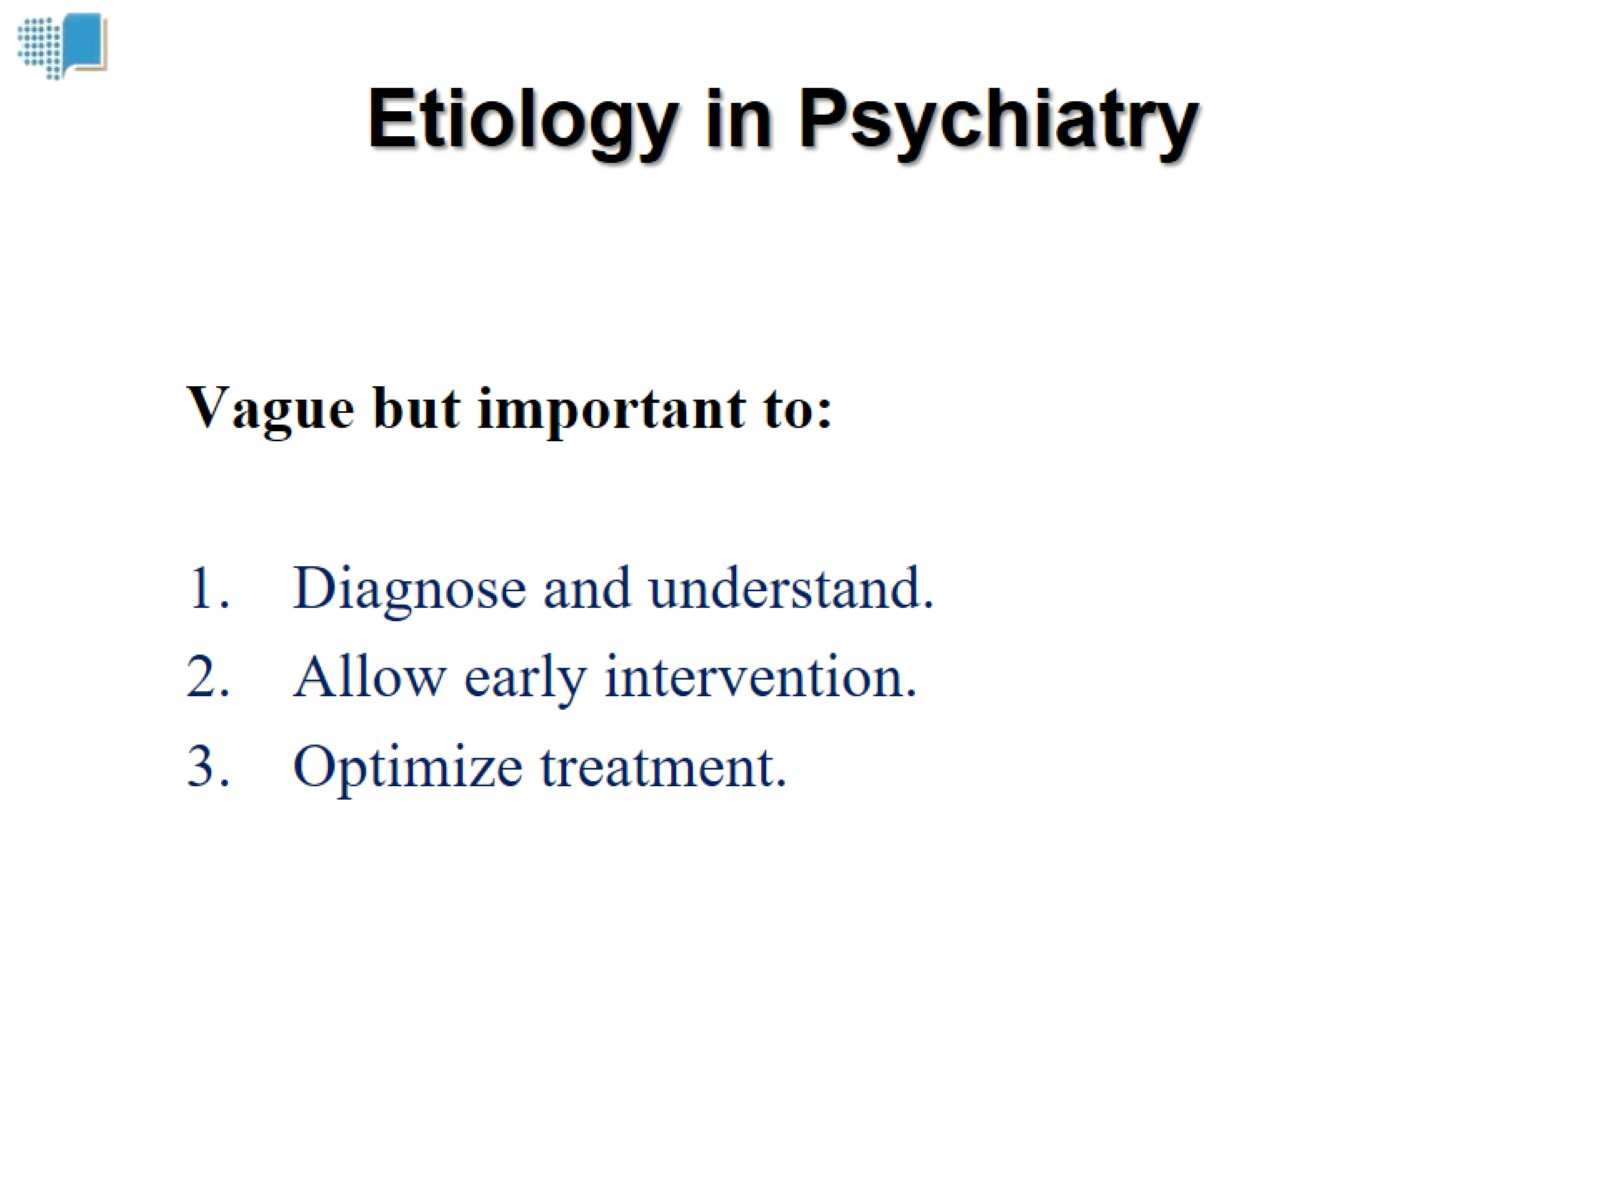 Etiology in Psychiatry
Vague but important to:
1. Diagnose and understand.
2. Allow early intervention.
3. Optimize treatment.